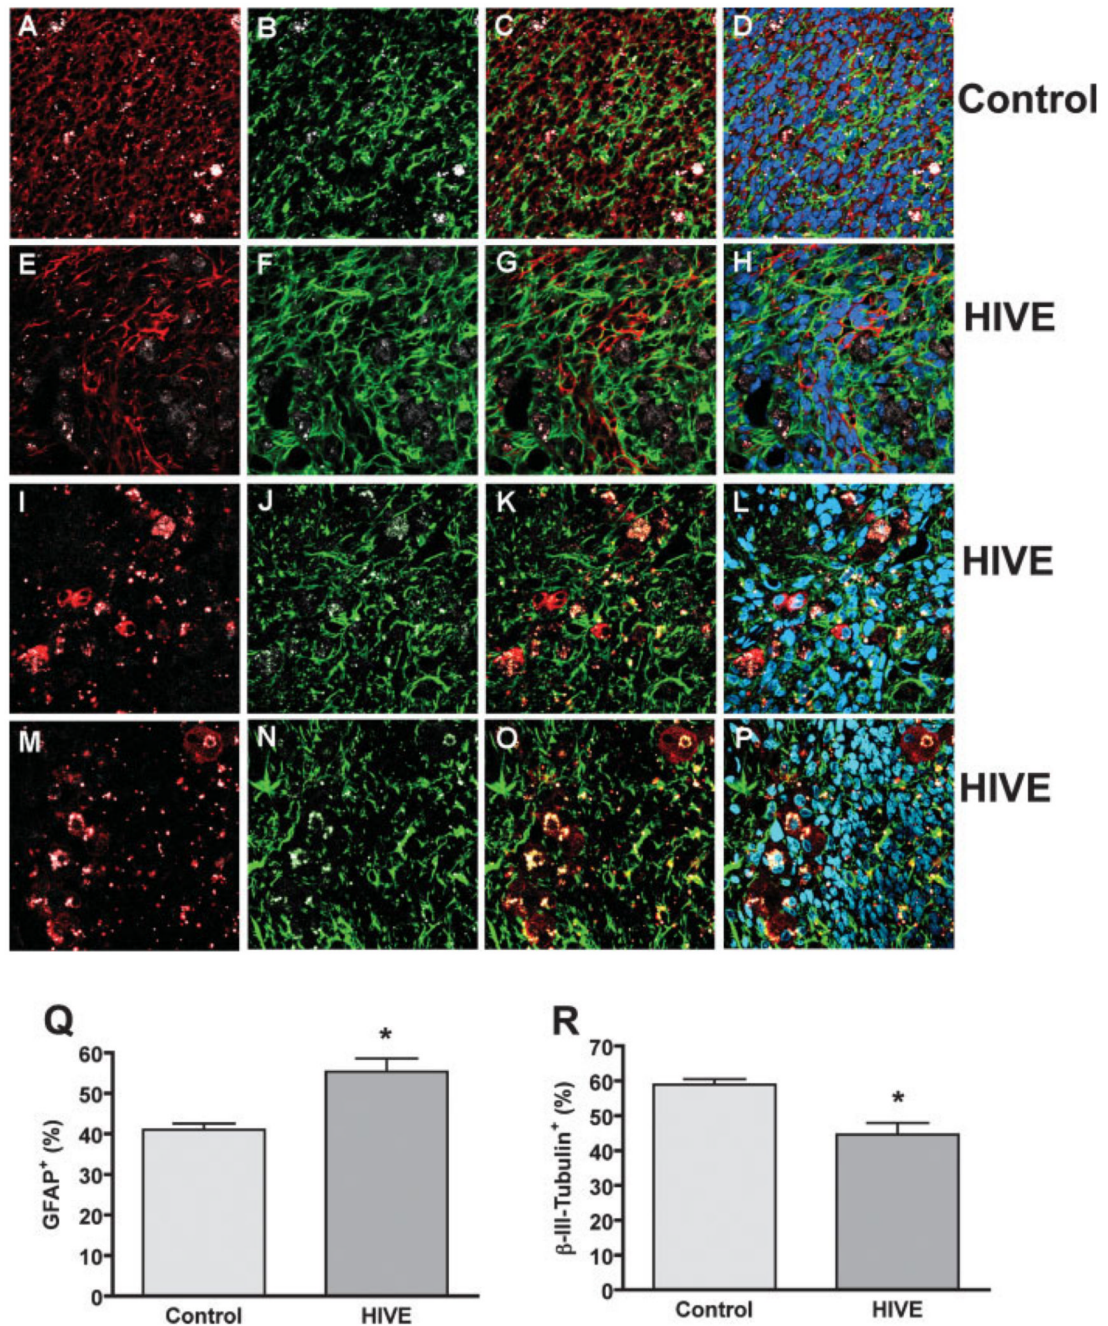 A B C D Control
E F G H HIVE
I J K L HIVE
M N O P HIVE
Q
*
60
50
40
30
20
10
0
GFAP⁺ (%)
Control HIVE
R
*
70
60
50
40
30
20
10
0
β-III-Tubulin⁺ (%)
Control HIVE